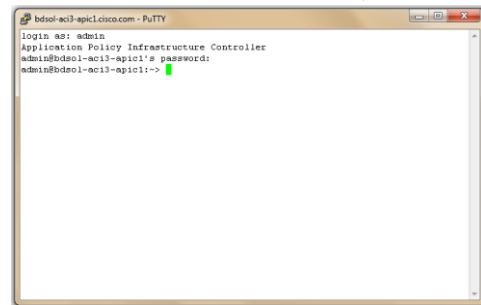 bdsol-aci3-apic1.cisco.com - PuTTY
login as: admin
Application Policy Infrastructure Controller
admin@bdsol-aci3-apic1's password:
admin@bdsol-aci3-apic1:~>